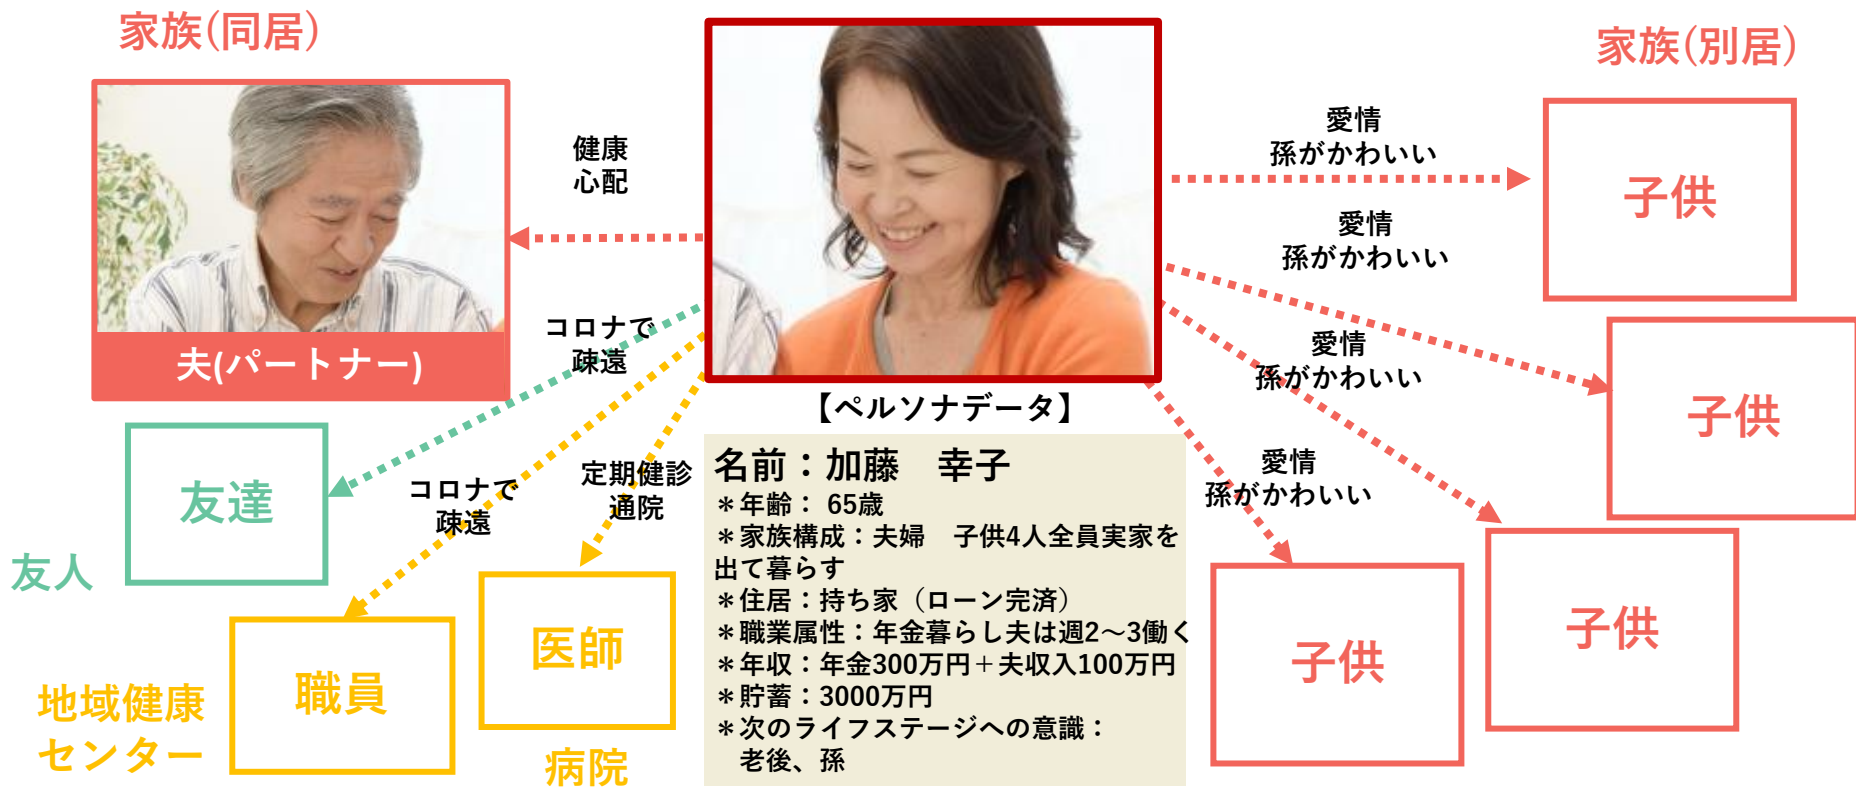 家族(同居)
家族(別居)
健康
心配
夫(パートナー)
コロナで
疎遠
友達
友人
コロナで
疎遠
職員
地域健康
センター
定期健診
通院
医師
病院
【ペルソナデータ】
名前：加藤　幸子
＊年齢： 65歳
＊家族構成：夫婦　子供4人全員実家を
出て暮らす
＊住居：持ち家（ローン完済）
＊職業属性：年金暮らし夫は週2～3働く
＊年収：年金300万円＋夫収入100万円
＊貯蓄：3000万円
＊次のライフステージへの意識：
老後、孫
愛情
孫がかわいい
子供
愛情
孫がかわいい
子供
愛情
孫がかわいい
子供
愛情
孫がかわいい
子供